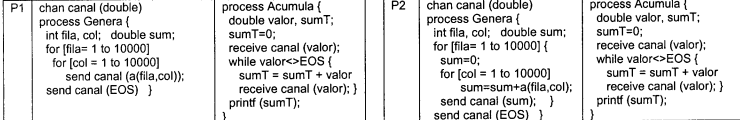 P1
chan canal (double)
process Genera {
int fila, col; double sum;
for [fila= 1 to 10000]
for [col = 1 to 10000]
send canal (a(fila,col));
send canal (EOS) }
process Acumula {
double valor, sumT;
sumT=0;
receive canal (valor);
while valor<>EOS {
sumT = sumT + valor
receive canal (valor); }
printf (sumT);
}
P2
chan canal (double)
process Genera {
int fila, col; double sum;
for [fila= 1 to 10000] {
sum=0;
for [col = 1 to 10000]
sum=sum+a(fila,col);
send canal (sum); }
send canal (EOS) }
process Acumula {
double valor, sumT;
sumT=0;
receive canal (valor);
while valor<>EOS {
sumT = sumT + valor
receive canal (valor); }
printf (sumT);
}